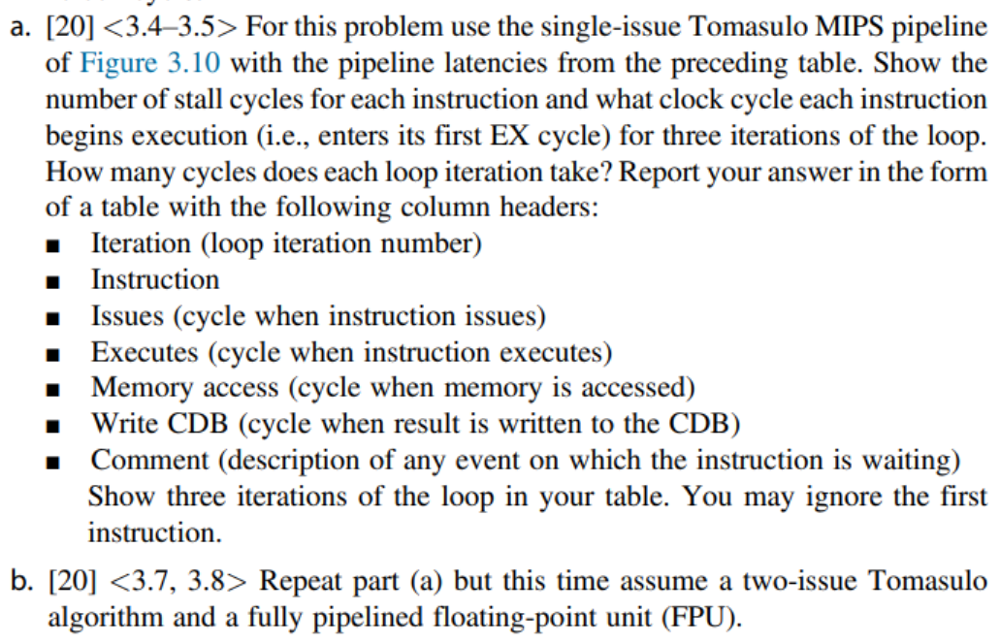 a. [20] <3.4–3.5> For this problem use the single-issue Tomasulo MIPS pipeline
of Figure 3.10 with the pipeline latencies from the preceding table. Show the
number of stall cycles for each instruction and what clock cycle each instruction
begins execution (i.e., enters its first EX cycle) for three iterations of the loop.
How many cycles does each loop iteration take? Report your answer in the form
of a table with the following column headers:
■ Iteration (loop iteration number)
■ Instruction
■ Issues (cycle when instruction issues)
■ Executes (cycle when instruction executes)
■ Memory access (cycle when memory is accessed)
■ Write CDB (cycle when result is written to the CDB)
■ Comment (description of any event on which the instruction is waiting)
Show three iterations of the loop in your table. You may ignore the first
instruction.
b. [20] <3.7, 3.8> Repeat part (a) but this time assume a two-issue Tomasulo
algorithm and a fully pipelined floating-point unit (FPU).